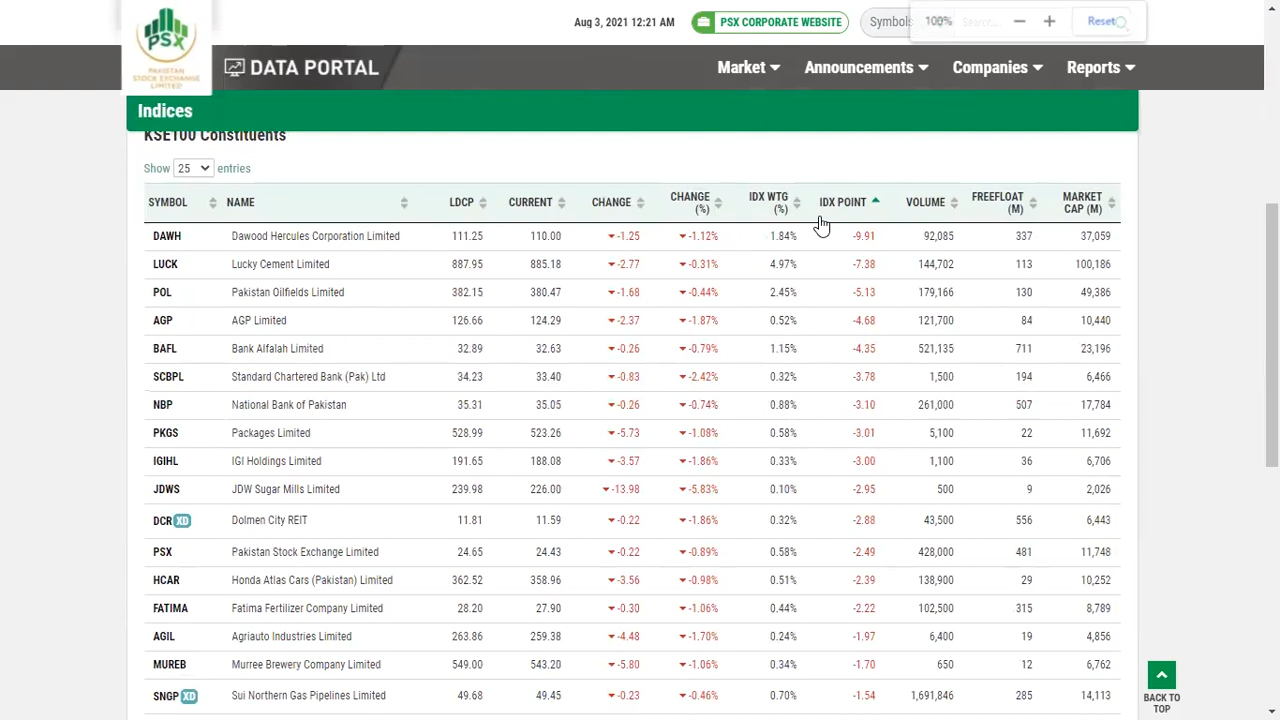 Aug 3, 2021 12:21 AM
PSX CORPORATE WEBSITE
Symbols
100%
Search...
Reset
PSX
PAKISTAN
STOCK EXCHANGE
LIMITED
DATA PORTAL
Market
Announcements
Companies
Reports
Indices
KSE100 Constituents
Show 25 entries
SYMBOL NAME LDCP CURRENT CHANGE CHANGE (%) IDX WTG (%) IDX POINT VOLUME FREEFLOAT (M) MARKET CAP (M)
DAWH Dawood Hercules Corporation Limited 111.25 110.00 -1.25 -1.12% 1.84% -9.91 92,085 337 37,059
LUCK Lucky Cement Limited 887.95 885.18 -2.77 -0.31% 4.97% -7.38 144,702 113 100,186
POL Pakistan Oilfields Limited 382.15 380.47 -1.68 -0.44% 2.45% -5.13 179,166 130 49,386
AGP AGP Limited 126.66 124.29 -2.37 -1.87% 0.52% -4.68 121,700 84 10,440
BAFL Bank Alfalah Limited 32.89 32.63 -0.26 -0.79% 1.15% -4.35 521,135 711 23,196
SCBPL Standard Chartered Bank (Pak) Ltd 34.23 33.40 -0.83 -2.42% 0.32% -3.78 1,500 194 6,466
NBP National Bank of Pakistan 35.31 35.05 -0.26 -0.74% 0.88% -3.10 261,000 507 17,784
PKGS Packages Limited 528.99 523.26 -5.73 -1.08% 0.58% -3.01 5,100 22 11,692
IGIHL IGI Holdings Limited 191.65 188.08 -3.57 -1.86% 0.33% -3.00 1,100 36 6,706
JDWS JDW Sugar Mills Limited 239.98 226.00 -13.98 -5.83% 0.10% -2.95 500 9 2,026
DCR XD Dolmen City REIT 11.81 11.59 -0.22 -1.86% 0.32% -2.88 43,500 556 6,443
PSX Pakistan Stock Exchange Limited 24.65 24.43 -0.22 -0.89% 0.58% -2.49 428,000 481 11,748
HCAR Honda Atlas Cars (Pakistan) Limited 362.52 358.96 -3.56 -0.98% 0.51% -2.39 138,900 29 10,252
FATIMA Fatima Fertilizer Company Limited 28.20 27.90 -0.30 -1.06% 0.44% -2.22 102,500 315 8,789
AGIL Agriauto Industries Limited 263.86 259.38 -4.48 -1.70% 0.24% -1.97 6,400 19 4,856
MUREB Murree Brewery Company Limited 549.00 543.20 -5.80 -1.06% 0.34% -1.70 650 12 6,762
SNGP XD Sui Northern Gas Pipelines Limited 49.68 49.45 -0.23 -0.46% 0.70% -1.54 1,691,846 285 14,113
BACK TO
TOP